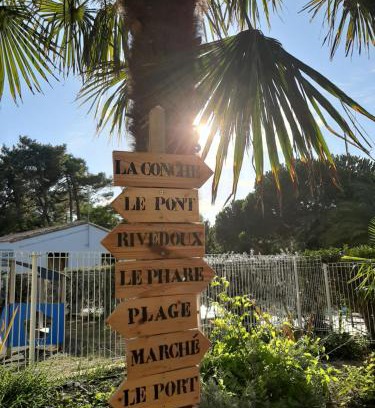 LA CONCHE
LE PONT
RIVEDOUX
LE PHARE
PLAGE
MARCHÉ
LE PORT